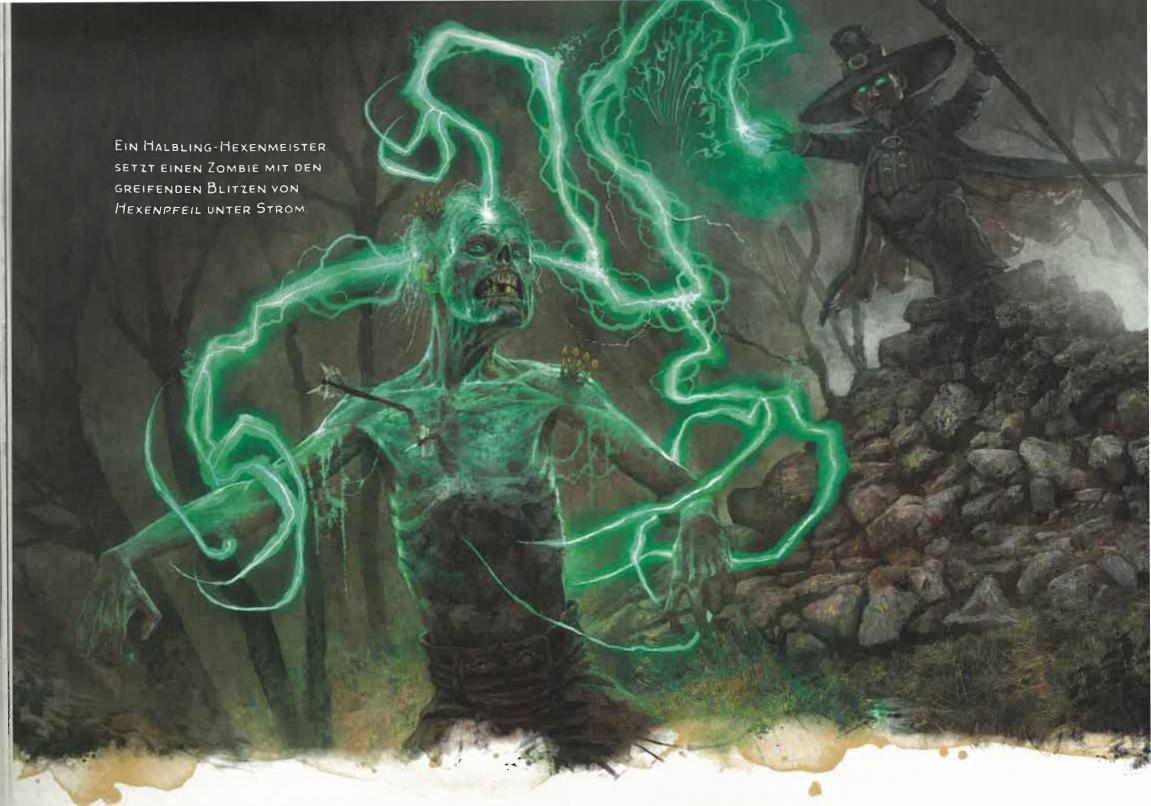 Ein Halbling-Hexenmeister
setzt einen Zombie mit den
greifenden Blitzen von
Hexenpfeil unter Strom.